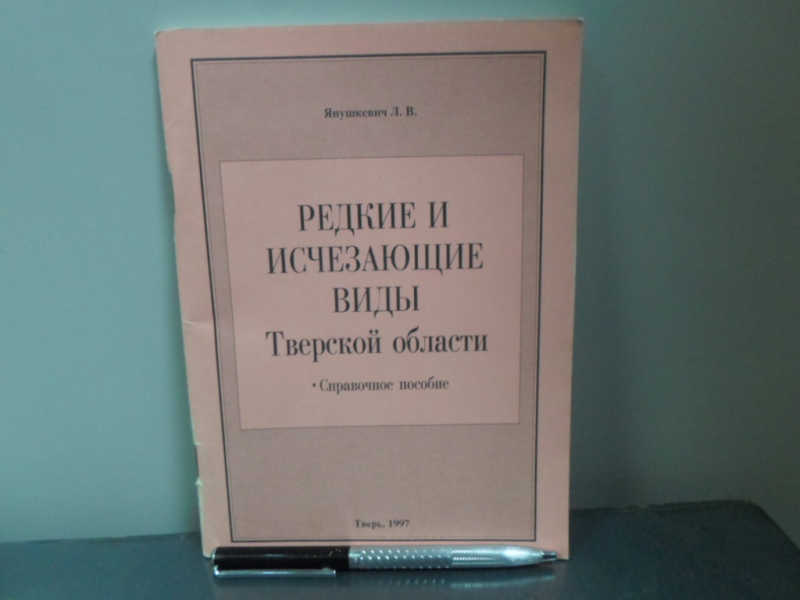 Янушкевич Л. В.
РЕДКИЕ И
ИСЧЕЗАЮЩИЕ
ВИДЫ
Тверской области
• Справочное пособие
Тверь, 1997